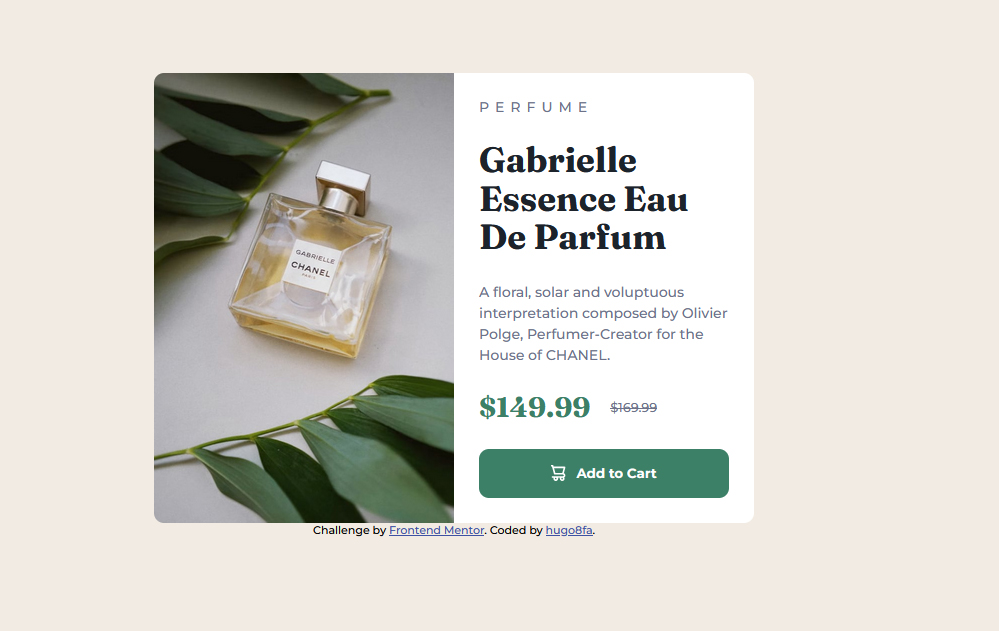 GABRIELLE
CHANEL
PARIS
PERFUME
Gabrielle
Essence Eau
De Parfum
A floral, solar and voluptuous
interpretation composed by Olivier
Polge, Perfumer-Creator for the
House of CHANEL.
$149.99 $169.99
Add to Cart
Challenge by Frontend Mentor. Coded by hugo8fa.